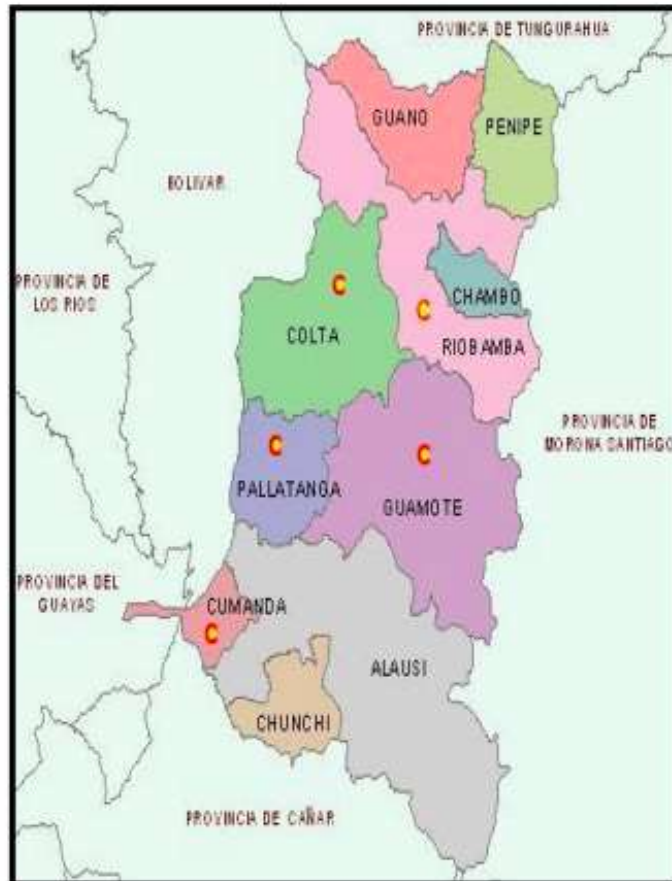 PROVINCIA DE TUNGURAHUA
GUANO
PENIPE
BOLIVAR
PROVINCIA DE
LOS RIOS
C
C
CHAMBO
COLTA
RIOBAMBA
PROVINCIA DE
MORONA SANTIAGO
C
C
PALLATANGA
GUAMOTE
PROVINCIA DEL
GUAYAS
CUMANDA
C
ALAUSI
CHUNCHI
PROVINCIA DE CAÑAR